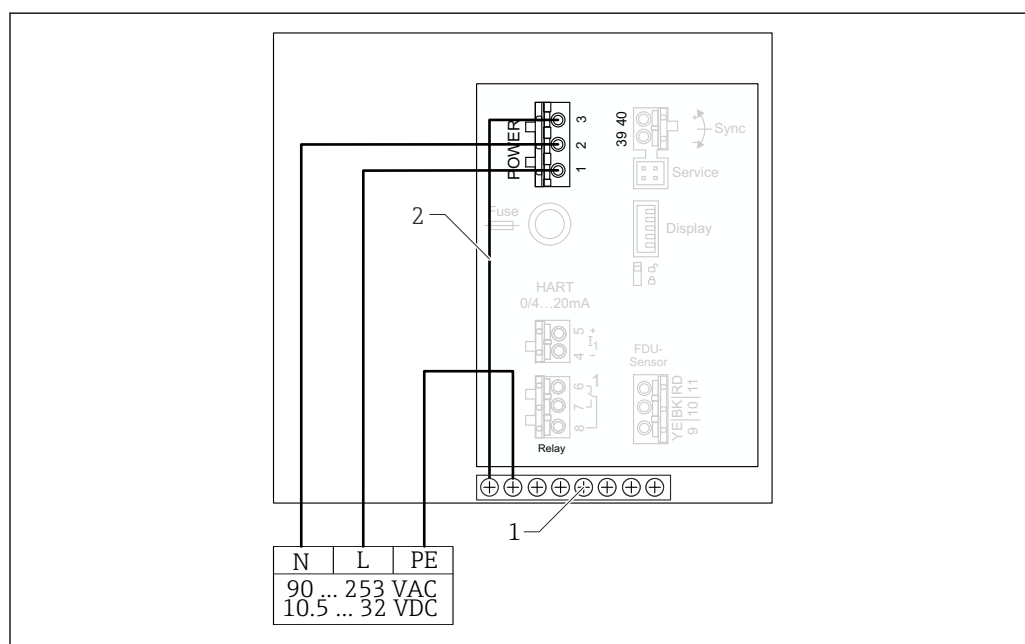 POWER
3
2
1
39 40
+
-
Sync
Service
2
Fuse
Display
HART
0/4...20mA
5 +
I1
4 -
FDU-
Sensor
6
7
8
YE|BK|RD
9 |10| 11
Relay
1
N L PE
90 ... 253 VAC
10.5 ... 32 VDC